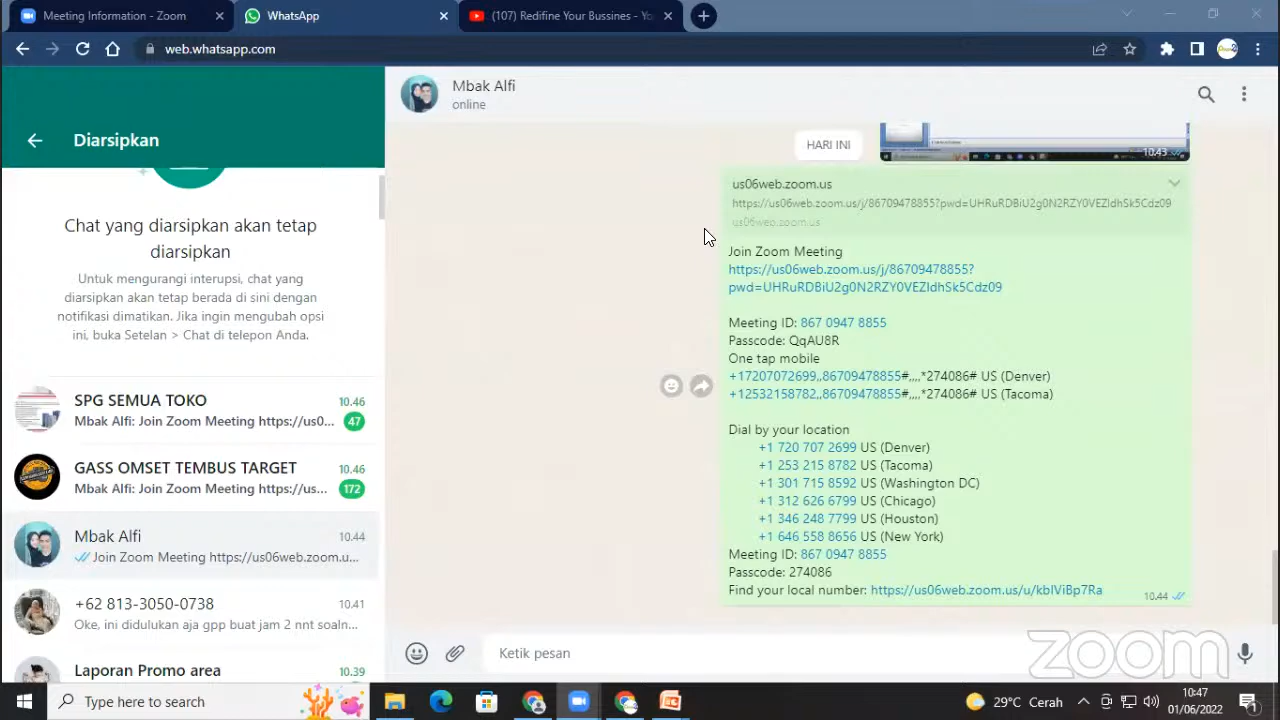 Meeting Information - Zoom
WhatsApp
(107) Redifine Your Bussines - Yo
web.whatsapp.com
Diarsipkan
Chat yang diarsipkan akan tetap
diarsipkan
Untuk mengurangi interupsi, chat yang
diarsipkan akan tetap berada di sini dengan
notifikasi dimatikan. Jika ingin mengubah opsi
ini, buka Setelan > Chat di telepon Anda.
SPG SEMUA TOKO 10.46
Mbak Alfi: Join Zoom Meeting https://us0... 47
GASS OMSET TEMBUS TARGET 10.46
Mbak Alfi: Join Zoom Meeting https://us... 172
Mbak Alfi 10.44
Join Zoom Meeting https://us06web.zoom.u...
+62 813-3050-0738 10.41
Oke, ini didulukan aja gpp buat jam 2 nnt soaln...
Laporan Promo area 10.39
Mbak Alfi
online
10.43
HARI INI
us06web.zoom.us
https://us06web.zoom.us/j/86709478855?pwd=UHRuRDBiU2g0N2RZY0VEZldhSk5Cdz09
us06web.zoom.us
Join Zoom Meeting
https://us06web.zoom.us/j/86709478855?
pwd=UHRuRDBiU2g0N2RZY0VEZldhSk5Cdz09
Meeting ID: 867 0947 8855
Passcode: QqAU8R
One tap mobile
+17207072699,,86709478855#,,,,*274086# US (Denver)
+12532158782,,86709478855#,,,,*274086# US (Tacoma)
Dial by your location
+1 720 707 2699 US (Denver)
+1 253 215 8782 US (Tacoma)
+1 301 715 8592 US (Washington DC)
+1 312 626 6799 US (Chicago)
+1 346 248 7799 US (Houston)
+1 646 558 8656 US (New York)
Meeting ID: 867 0947 8855
Passcode: 274086
Find your local number: https://us06web.zoom.us/u/kbIViBp7Ra
10.44
Ketik pesan
zoom
Type here to search
29°C Cerah
10:47
01/06/2022
1